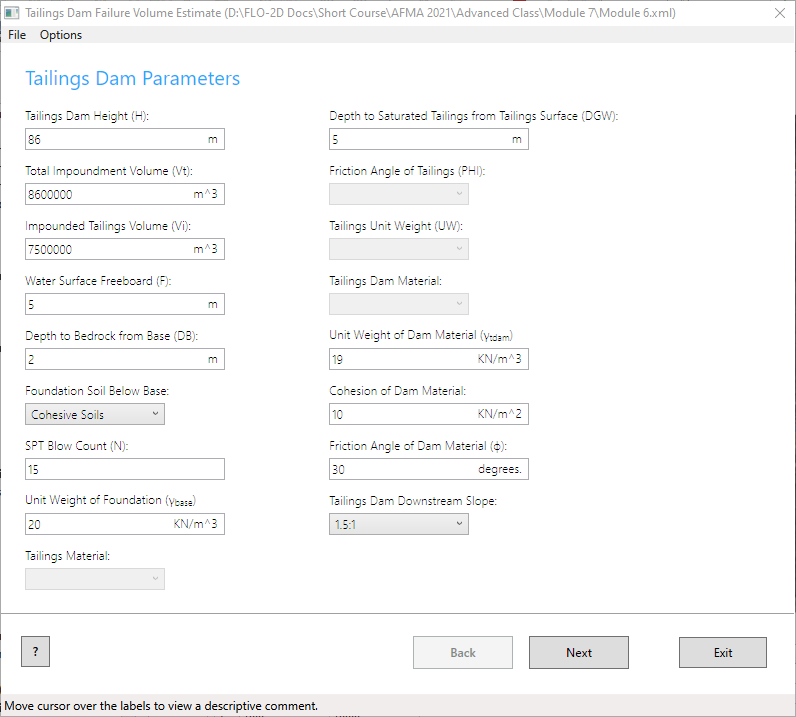 Tailings Dam Failure Volume Estimate (D:\FLO-2D Docs\Short Course\AFMA 2021\Advanced Class\Module 7\Module 6.xml)
File Options
Tailings Dam Parameters
Tailings Dam Height (H):
86 m
Total Impoundment Volume (Vt):
8600000 m^3
Impounded Tailings Volume (Vi):
7500000 m^3
Water Surface Freeboard (F):
5 m
Depth to Bedrock from Base (DB):
2 m
Foundation Soil Below Base:
Cohesive Soils
SPT Blow Count (N):
15
Unit Weight of Foundation (γbase)
20 KN/m^3
Tailings Material:
Depth to Saturated Tailings from Tailings Surface (DGW):
5 m
Friction Angle of Tailings (PHI):
Tailings Unit Weight (UW):
Tailings Dam Material:
Unit Weight of Dam Material (γtdam)
19 KN/m^3
Cohesion of Dam Material:
10 KN/m^2
Friction Angle of Dam Material (ϕ):
30 degrees.
Tailings Dam Downstream Slope:
1.5:1
? Back Next Exit
Move cursor over the labels to view a descriptive comment.